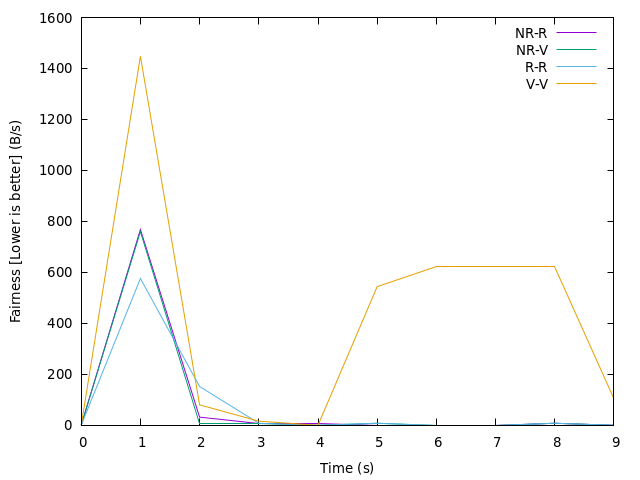 1600
1400
1200
1000
800
600
400
200
0
Fairness [Lower is better] (B/s)
NR-R
NR-V
R-R
V-V
0 1 2 3 4 5 6 7 8 9
Time (s)